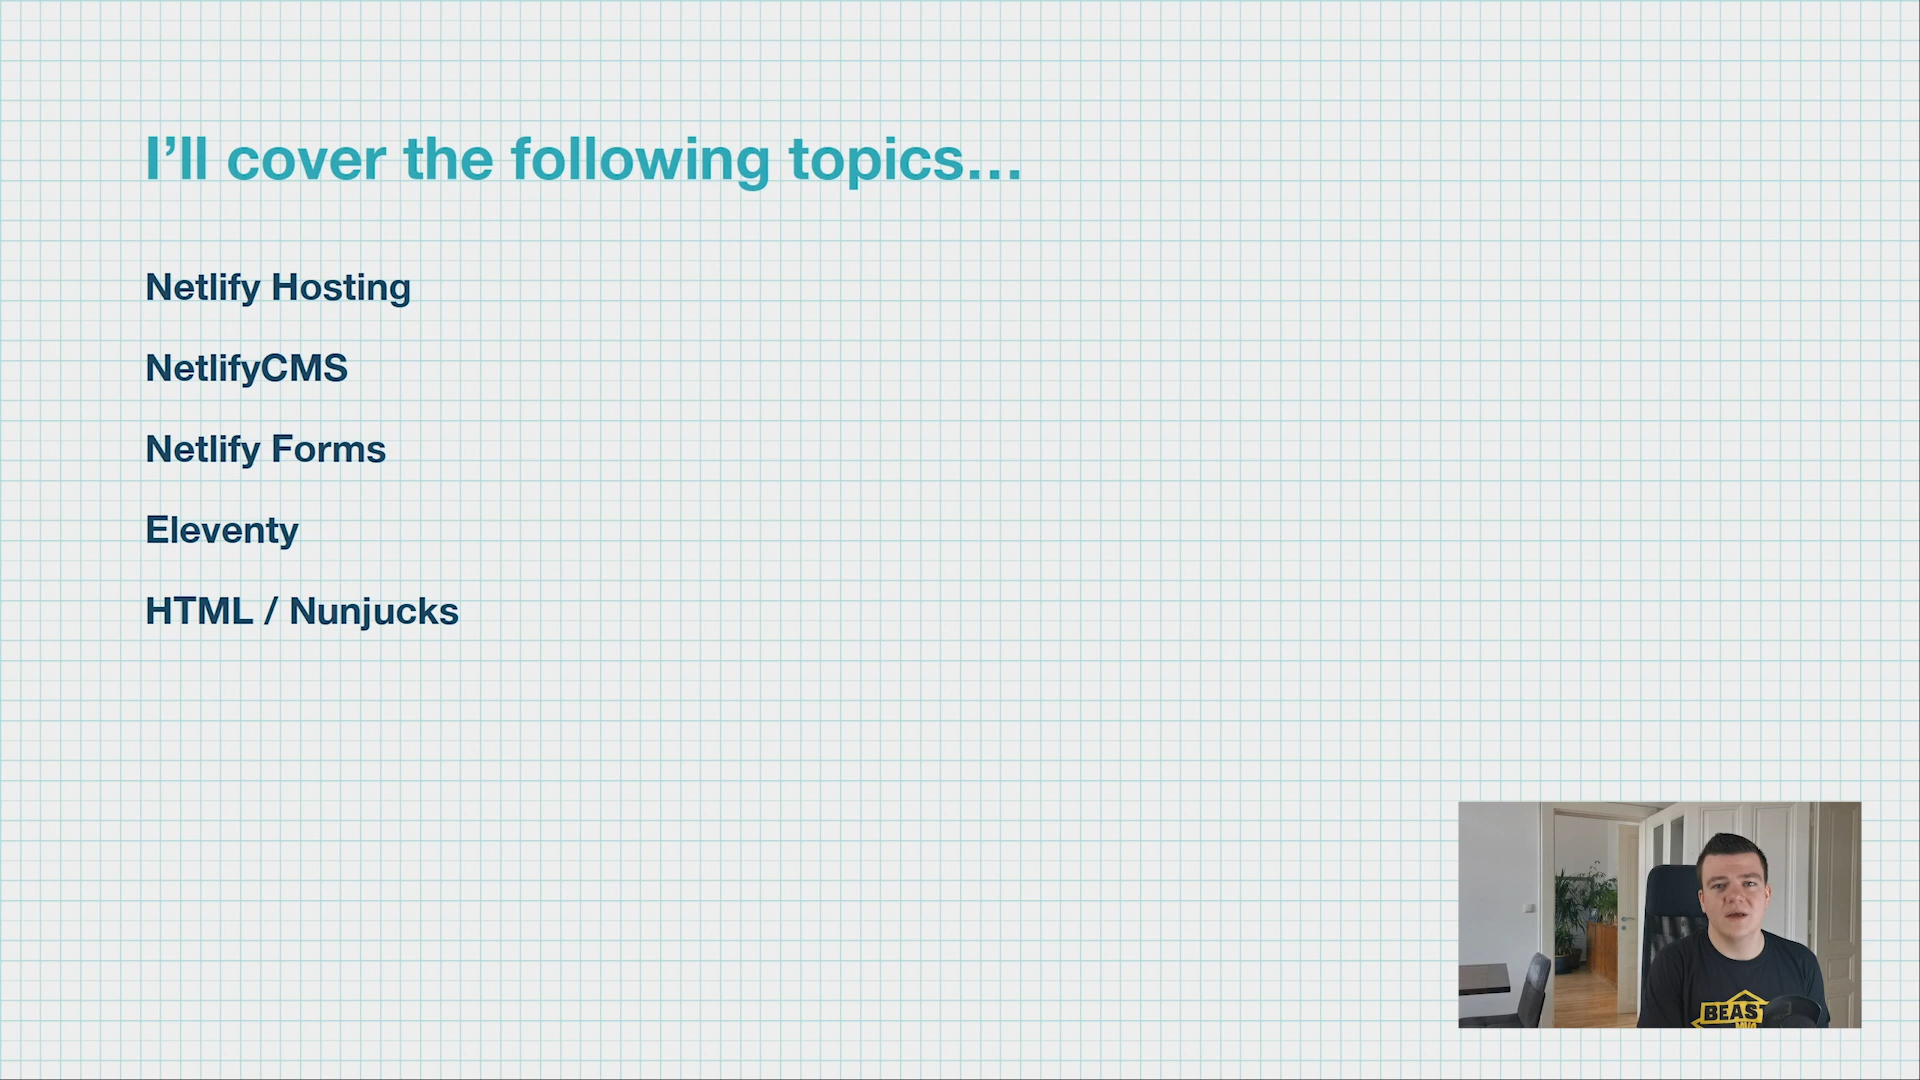 I’ll cover the following topics…
Netlify Hosting
NetlifyCMS
Netlify Forms
Eleventy
HTML / Nunjucks